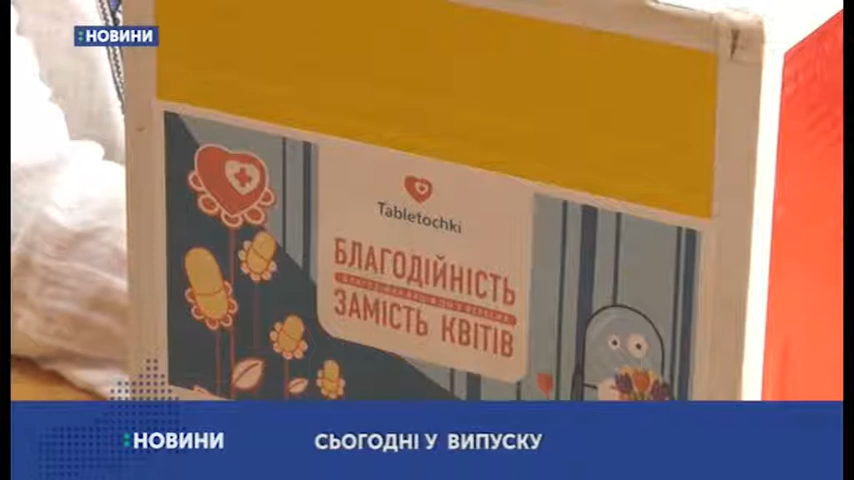 :НОВИНИ
Tabletochki
БЛАГОДІЙНІСТЬ
ЗАМІСТЬ КВІТІВ
:НОВИНИ
СЬОГОДНІ У ВИПУСКУ